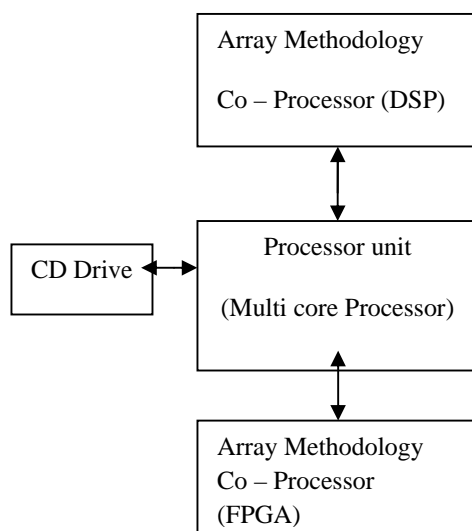 Array Methodology
Co – Processor (DSP)
Processor unit
(Multi core Processor)
CD Drive
Array Methodology
Co – Processor
(FPGA)